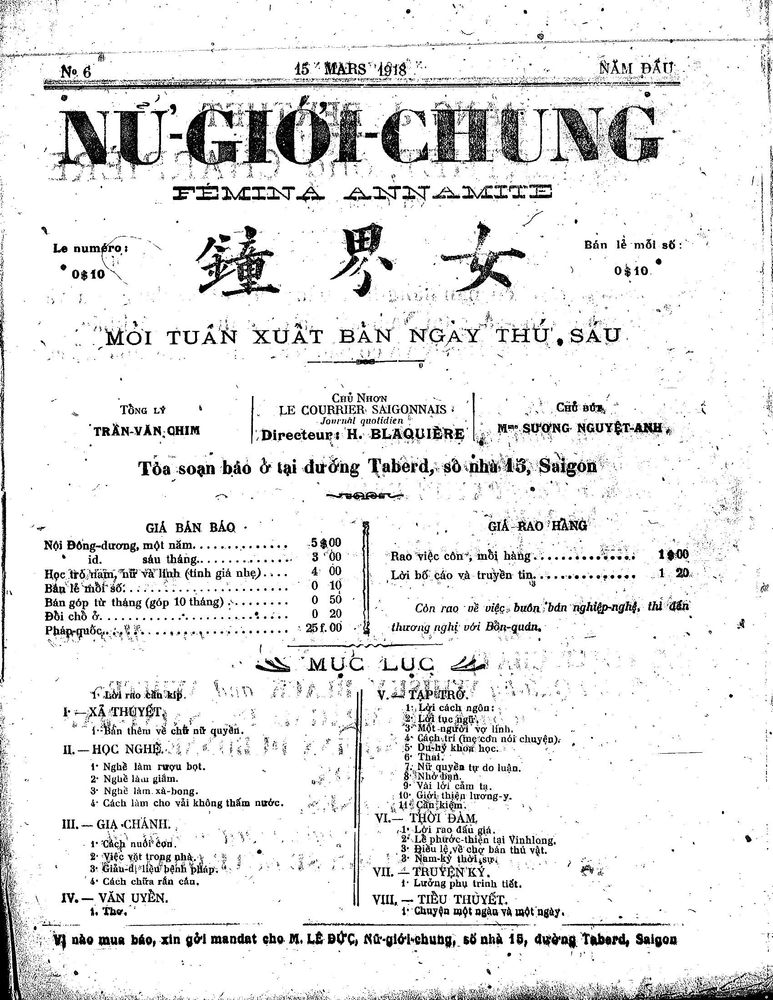 No 6
15 MARS 1918
NĂM ĐẦU
NỮ-GIỚI-CHUNG
FÉMINA ANNAMITE
Le numéro:
0$10
鐘 界 女
Bán lẻ mỗi số:
0$10
MỖI TUẦN XUẤT BẢN NGÀY THỨ SÁU
TỔNG LÝ
TRẦN-VĂN-CHIM
CHỦ NHƠN
LE COURRIER SAIGONNAIS
Journal quotidien
Directeur: H. BLAQUIÈRE
CHỦ BÚT
Mme SƯƠNG NGUYỆT-ANH
Tòa soạn báo ở tại đường Taberd, số nhà 15, Saigon
GIÁ BÁN BÁO
Nội Đông-dương, một năm.............. 5$00
id. sáu tháng.............. 3 00
Học trò nam, nữ và lính (tính giá nhẹ).... 4 00
Bán lẻ mỗi số........................ 0 10
Bán góp từ tháng (góp 10 tháng)........ 0 50
Đổi chỗ ở........................ 0 20
Pháp-quốc........................ 25f.00
GIÁ RAO HÀNG
Rao việc côn, mỗi hàng............... 1$00
Lời bố cáo và truyền tin............... 1 20
Còn rao về việc buôn bán nghiệp-nghệ, thì đến
thương nghị với Bổn-quán.
MỤC LỤC
1· Lời rao cần kíp.
I· — XÃ THUYẾT.
1· Bàn thêm về chữ nữ quyền.
II. — HỌC NGHỆ.
1· Nghề làm rượu bọt.
2· Nghề làm giấm.
3· Nghề làm xà-bong.
4· Cách làm cho vải không thấm nước.
III. — GIA CHÁNH.
1· Cách nuôi con.
2· Việc vặt trong nhà.
3· Giản-dị liệu bệnh pháp.
4· Cách chữa rắn cắn.
IV. — VĂN UYỂN.
1. Thơ.
V. — TẠP TRỞ.
1· Lời cách ngôn.
2· Lời tục ngữ.
3· Một người vợ lính.
4· Cách trí (mẹ con nói chuyện).
5· Du-hý khoa học.
6· Thai.
7· Nữ quyền tự do luận.
8· Nhớ bạn.
9· Vài lời cảm tạ.
10· Giới thiện lương-y.
11· Cần kiệm.
VI. — THỜI ĐÀM.
1· Lời rao đấu giá.
2· Lễ phước-thiện tại Vinhlong.
3· Điều lệ về chợ bán thú vật.
3· Nam-kỳ thời sự.
VII. — TRUYỆN KÝ.
1· Lưỡng phụ trinh tiết.
VIII. — TIỂU THUYẾT.
1· Chuyện một ngàn và một ngày.
Vị nào mua báo, xin gởi mandat cho M. LÊ ĐỨC, Nữ-giới-chung, số nhà 15, đường Taberd, Saigon